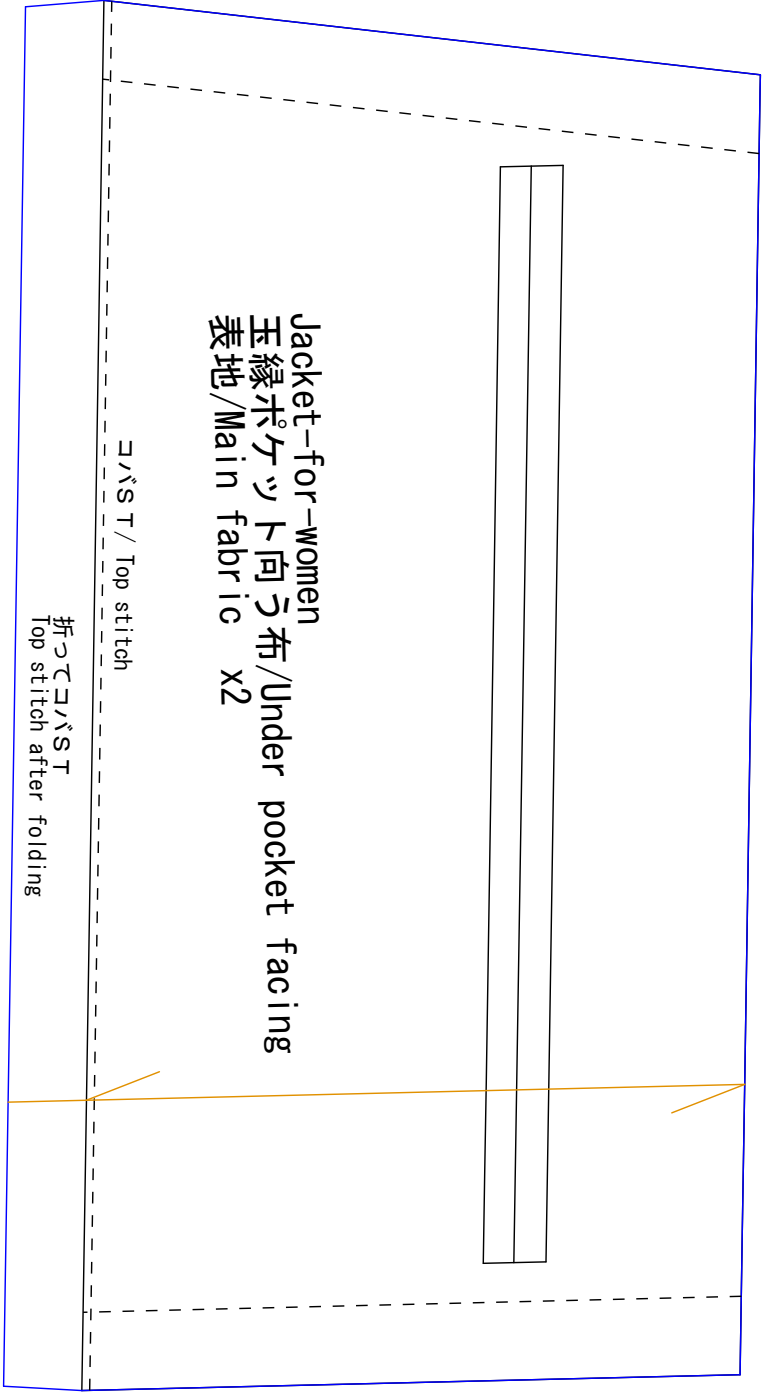 Jacket-for-women
玉縁ポケット向う布/Under pocket facing
表地/Main fabric x2
コバST/ Top stitch
折ってコバST
Top stitch after folding